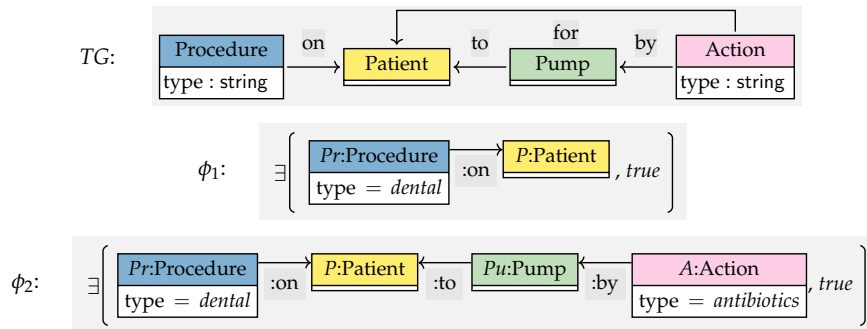 for
TG: Procedure on Patient to Pump by Action
type : string type : string
ϕ1: ∃ ( Pr:Procedure :on P:Patient , true )
type = dental
ϕ2: ∃ ( Pr:Procedure :on P:Patient :to Pu:Pump :by A:Action , true )
type = dental type = antibiotics